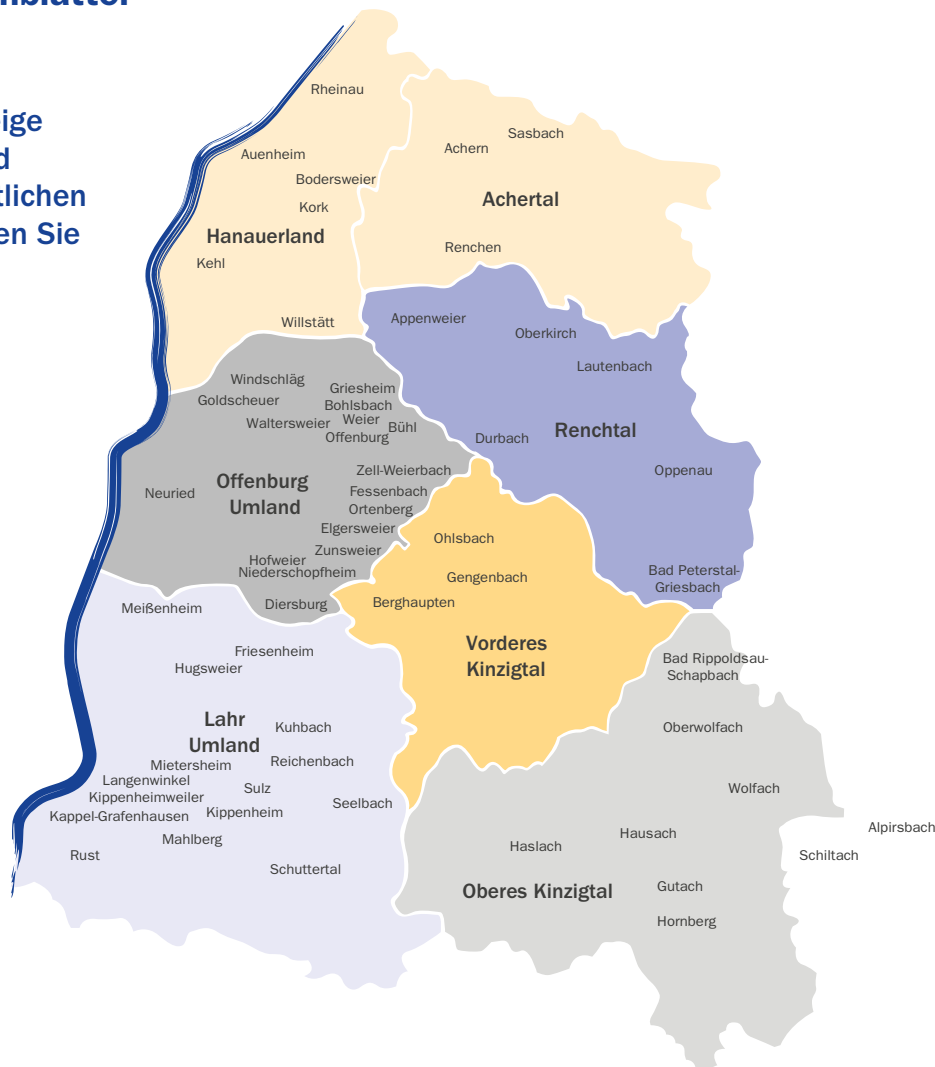 Rheinau
ige
Sasbach
Achern
Auenheim
d
Bodersweier
tlichen
Achertal
Kork
en Sie
Hanauerland
Renchen
Kehl
Willstätt
Appenweier
Oberkirch
Lautenbach
Windschläg
Griesheim
Goldscheuer
Bohlsbach
Waltersweier
Weier
Bühl
Offenburg
Durbach
Renchtal
Zell-Weierbach
Oppenau
Offenburg
Umland
Neuried
Fessenbach
Ortenberg
Elgersweier
Ohlsbach
Zunsweier
Hofweier
Niederschopfheim
Gengenbach
Bad Peterstal-
Griesbach
Meißenheim
Diersburg
Berghaupten
Vorderes
Kinzigtal
Friesenheim
Hugsweier
Bad Rippoldsau-
Schapbach
Lahr
Umland
Kuhbach
Oberwolfach
Mietersheim
Reichenbach
Langenwinkel
Sulz
Kippenheimweiler
Wolfach
Seelbach
Kappel-Grafenhausen
Kippenheim
Mahlberg
Hausach
Alpirsbach
Haslach
Rust
Schiltach
Schuttertal
Oberes Kinzigtal
Gutach
Hornberg